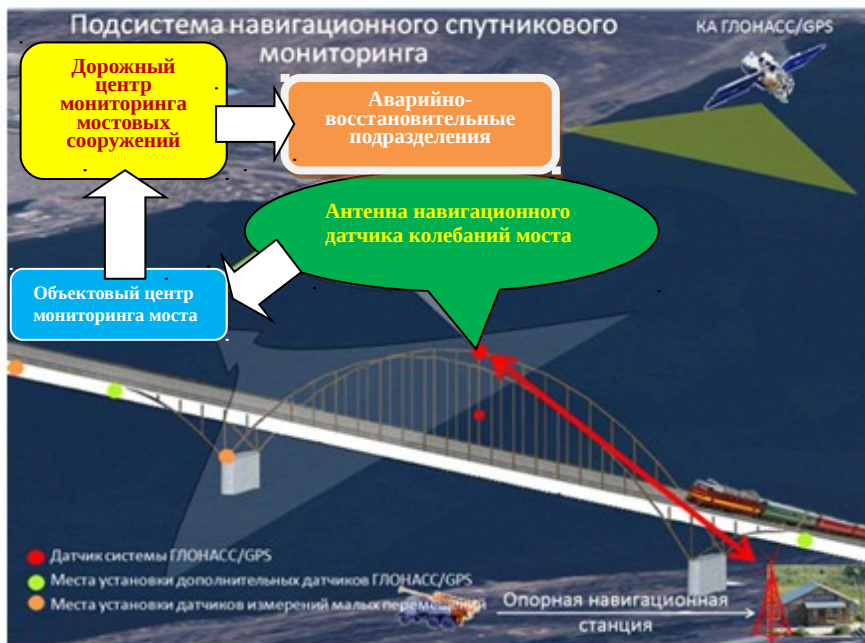 Подсистема навигационного спутникового
мониторинга
КА ГЛОНАСС/GPS
Дорожный
центр
мониторинга
мостовых
сооружений
Аварийно-
восстановительные
подразделения
Антенна навигационного
датчика колебаний моста
Объектовый центр
мониторинга моста
Датчик системы ГЛОНАСС/GPS
Места установки дополнительных датчиков ГЛОНАСС/GPS
Места установки датчиков измерений малых перемещений
Опорная навигационная
станция